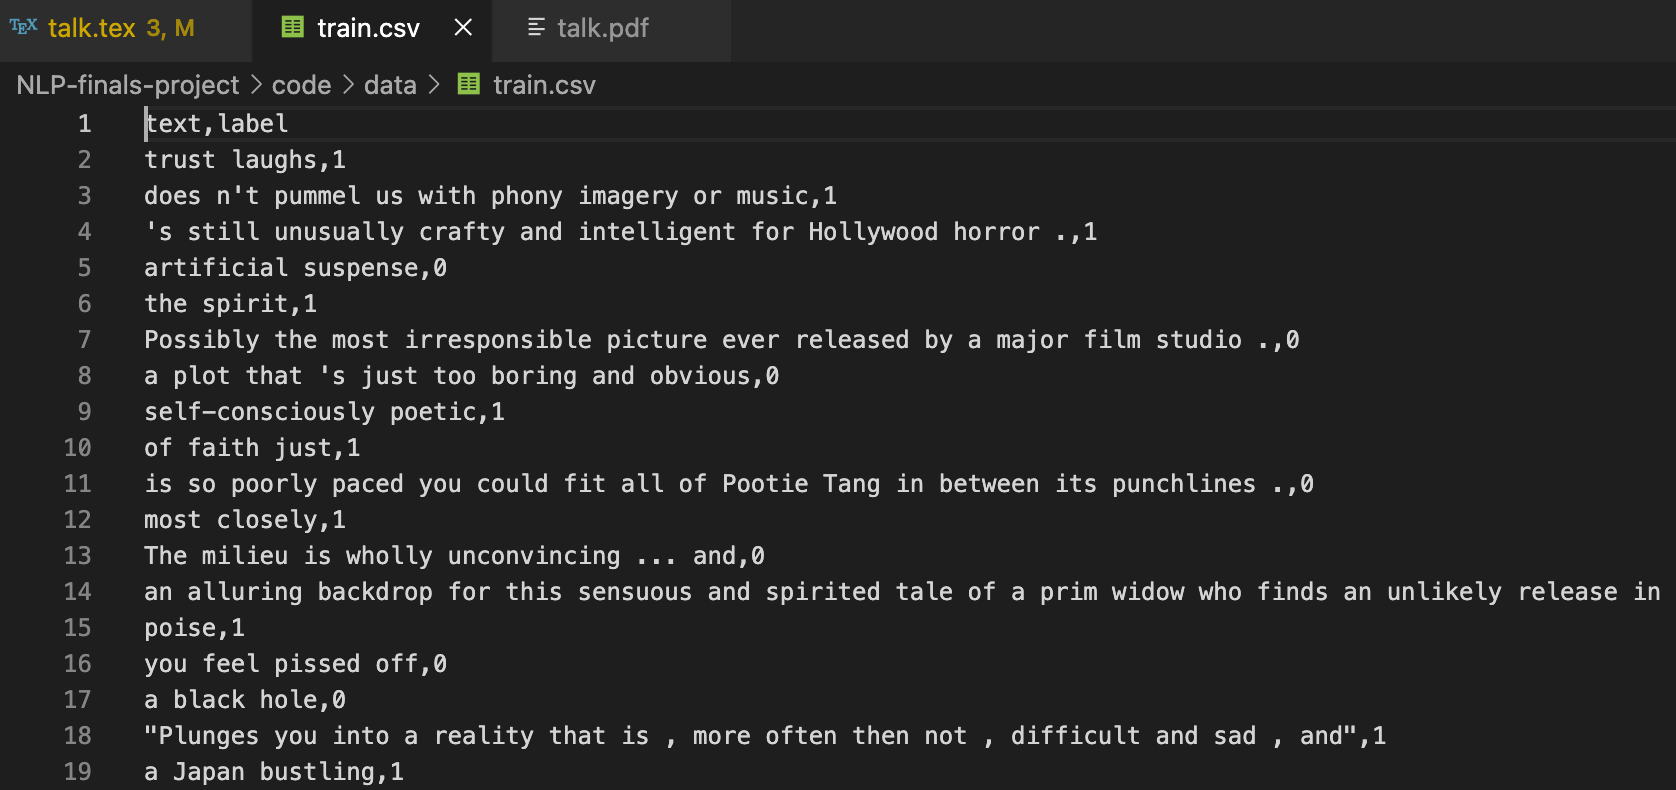 TEX talk.tex 3, M train.csv talk.pdf
NLP-finals-project > code > data > train.csv
1 text,label
2 trust laughs,1
3 does n't pummel us with phony imagery or music,1
4 's still unusually crafty and intelligent for Hollywood horror .,1
5 artificial suspense,0
6 the spirit,1
7 Possibly the most irresponsible picture ever released by a major film studio .,0
8 a plot that 's just too boring and obvious,0
9 self-consciously poetic,1
10 of faith just,1
11 is so poorly paced you could fit all of Pootie Tang in between its punchlines .,0
12 most closely,1
13 The milieu is wholly unconvincing ... and,0
14 an alluring backdrop for this sensuous and spirited tale of a prim widow who finds an unlikely release in
15 poise,1
16 you feel pissed off,0
17 a black hole,0
18 "Plunges you into a reality that is , more often then not , difficult and sad , and",1
19 a Japan bustling,1